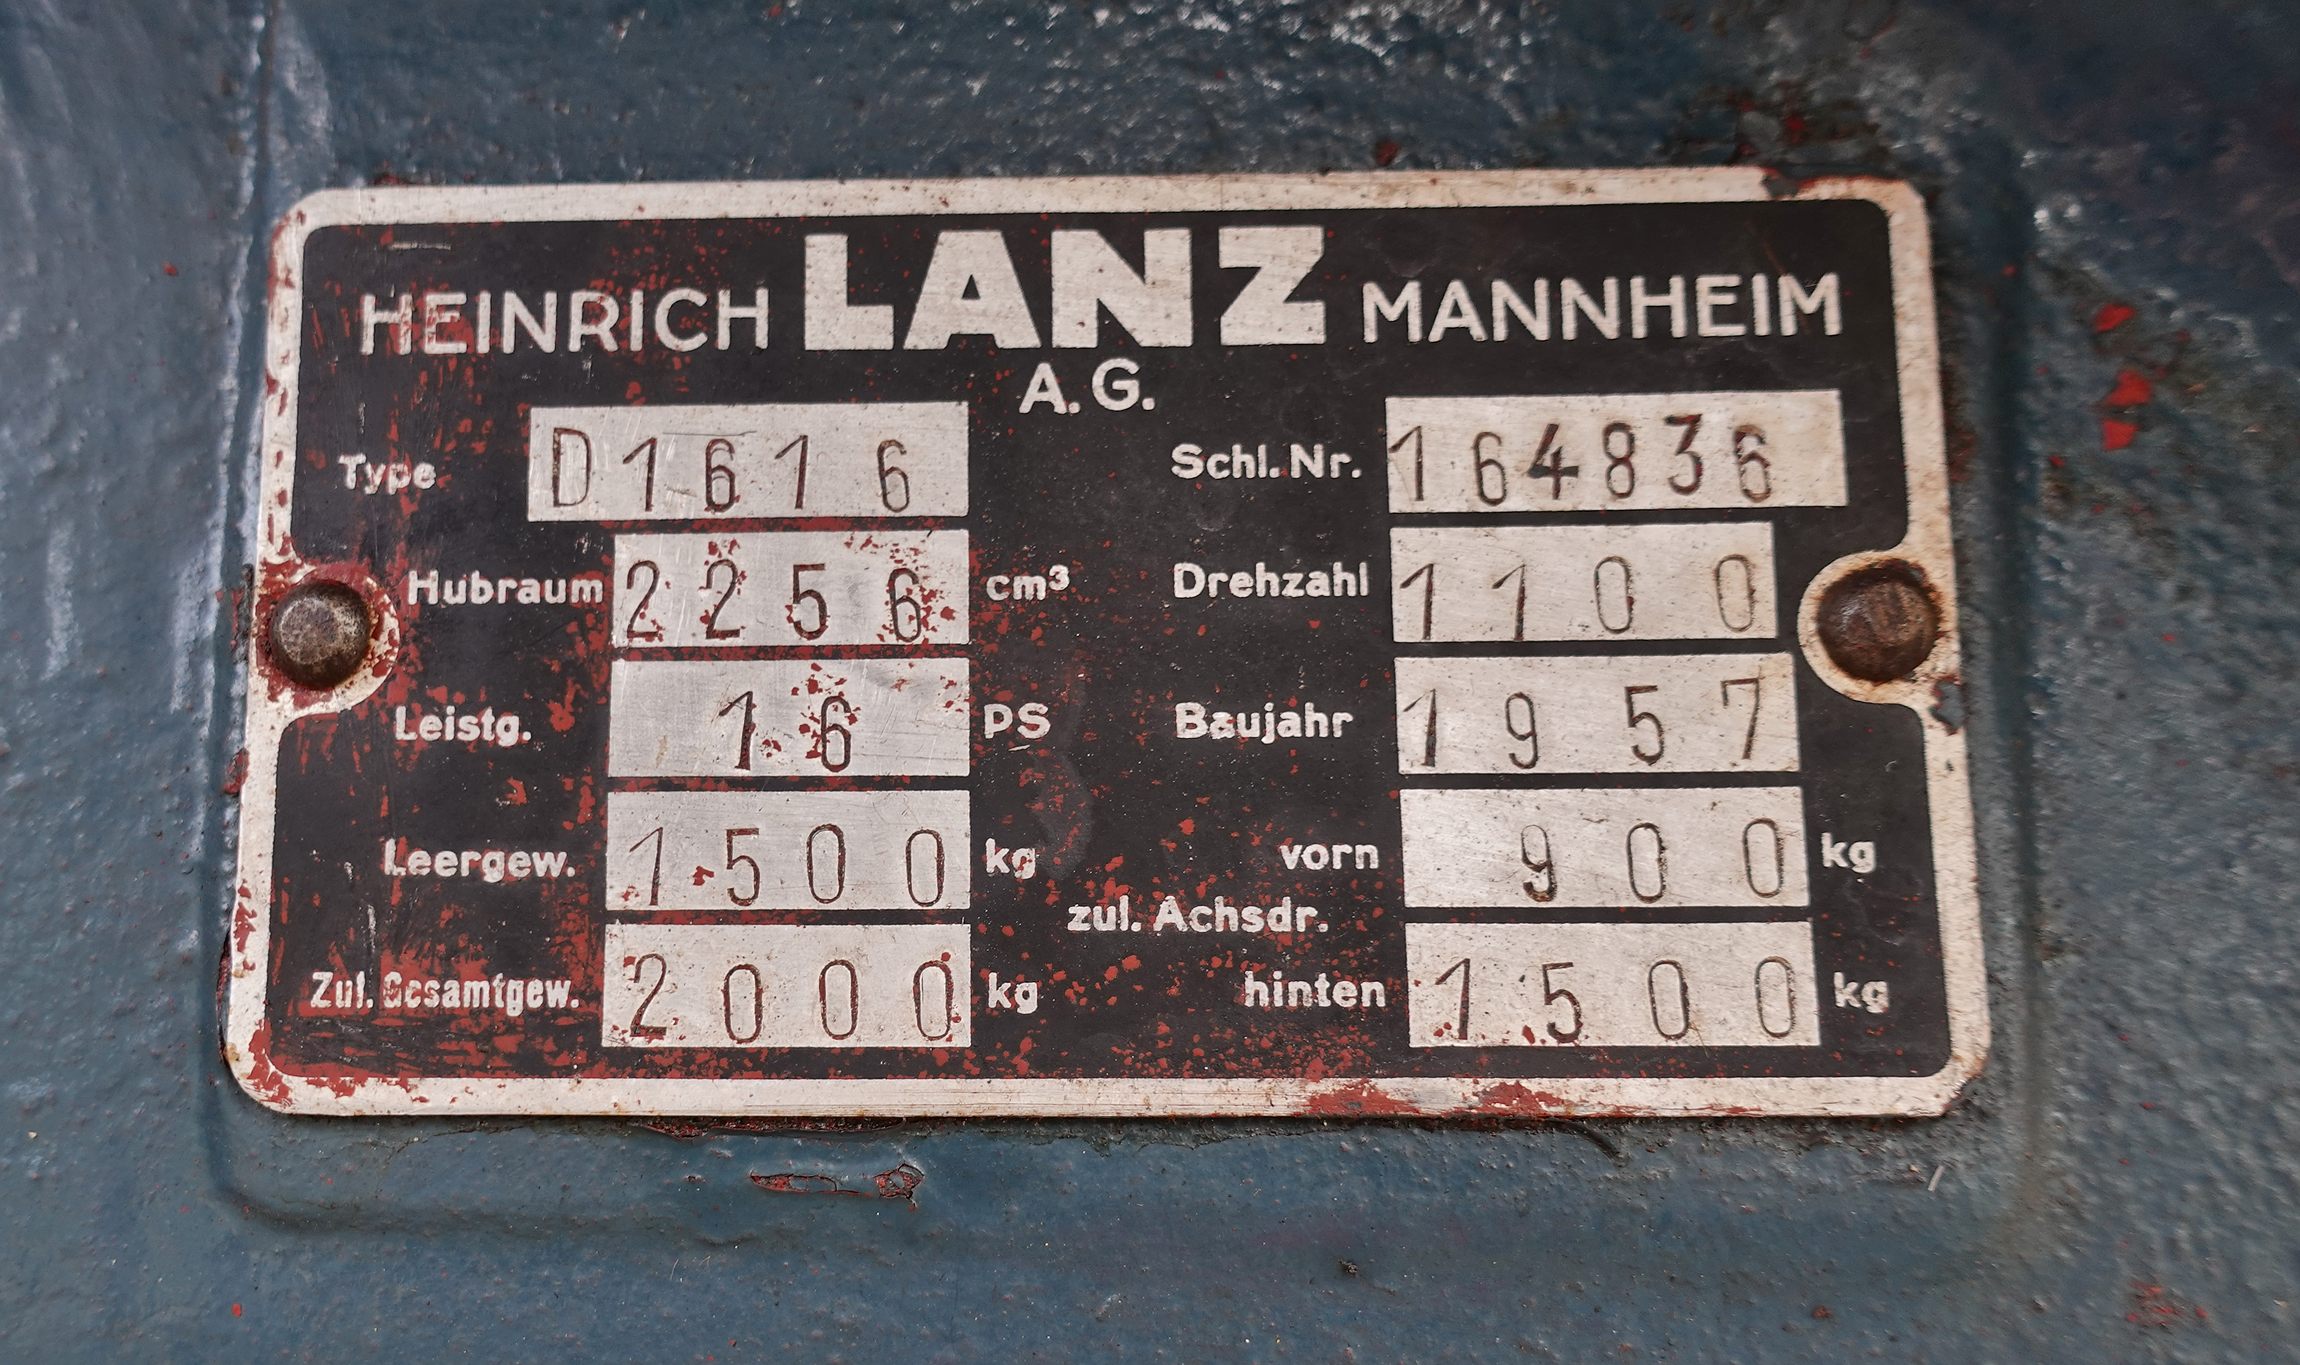 HEINRICH LANZ MANNHEIM
A.G.
Type D1616 Schl.Nr. 164836
Hubraum 2256 cm³ Drehzahl 1100
Leistg. 16 PS Baujahr 1957
Leergew. 1500 kg vorn 900 kg
zul. Achsdr.
Zul. Gesamtgew. 2000 kg hinten 1500 kg